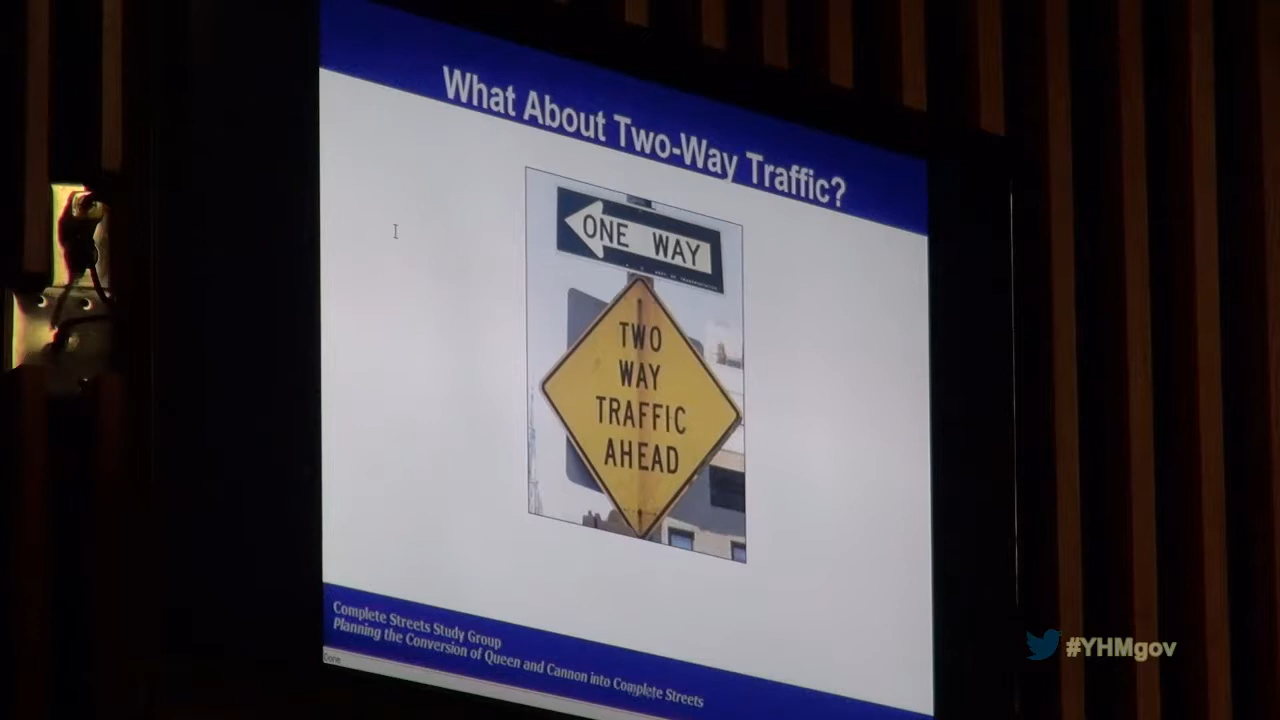 What About Two-Way Traffic?
ONE WAY
TWO
WAY
TRAFFIC
AHEAD
Complete Streets Study Group
Planning the Conversion of Queen and Cannon into Complete Streets
Done
#YHMgov